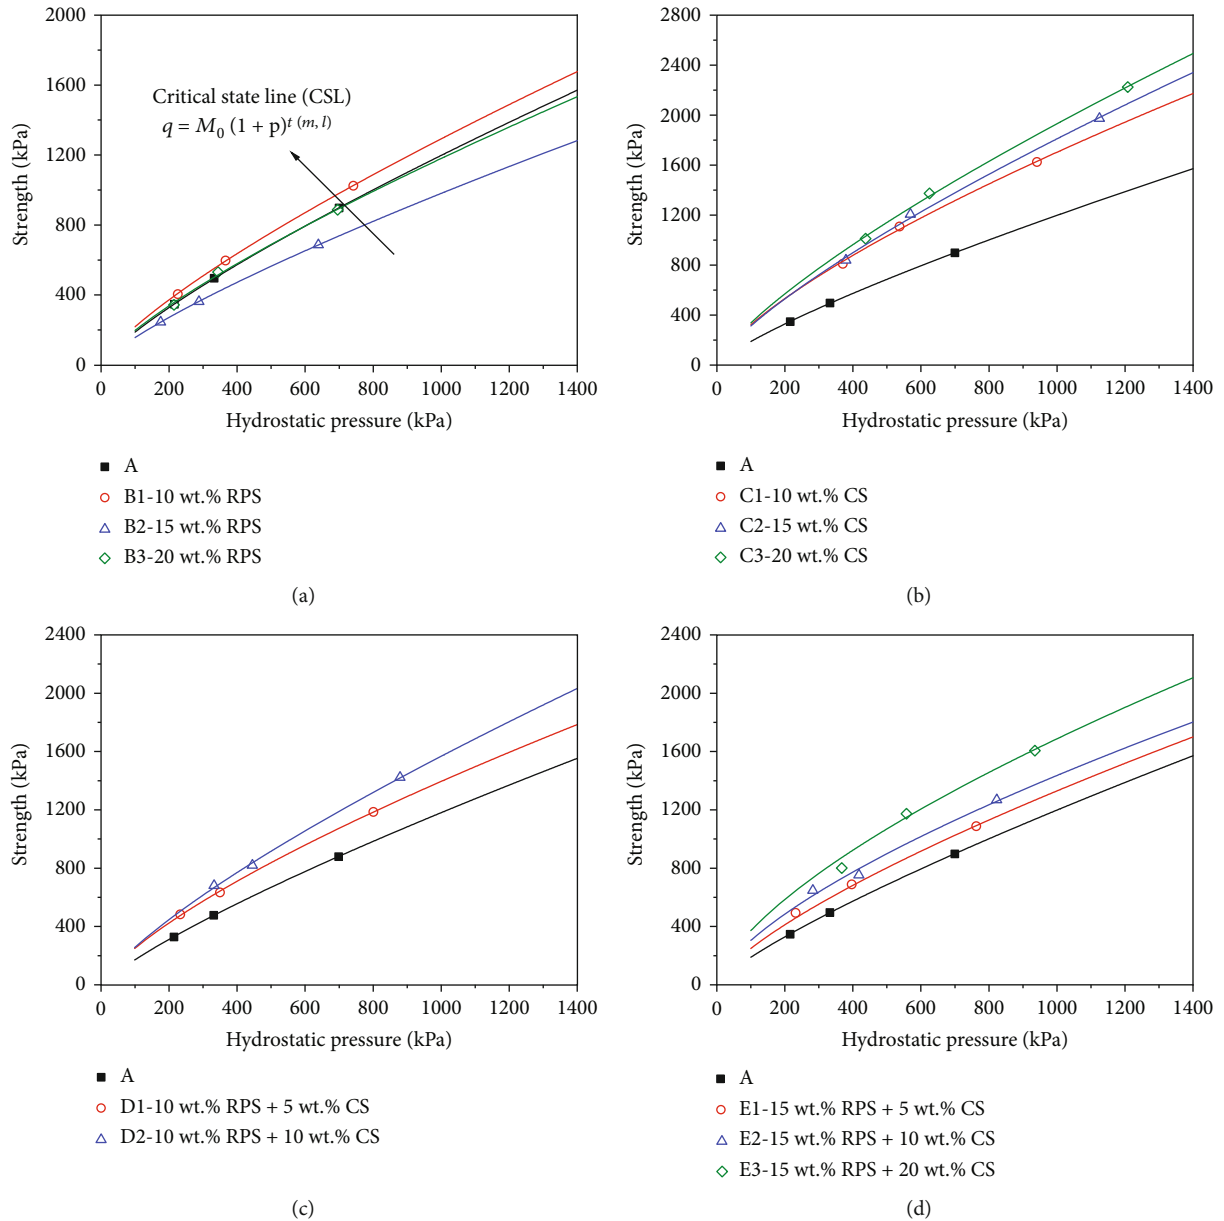 2000
1600
1200
800
400
0
Strength (kPa)
Critical state line (CSL)
q = M0 (1 + p)t (m, l)
0 200 400 600 800 1000 1200 1400
Hydrostatic pressure (kPa)
A
B1-10 wt.% RPS
B2-15 wt.% RPS
B3-20 wt.% RPS
(a)
2800
2400
2000
1600
1200
800
400
0
Strength (kPa)
0 200 400 600 800 1000 1200 1400
Hydrostatic pressure (kPa)
A
C1-10 wt.% CS
C2-15 wt.% CS
C3-20 wt.% CS
(b)
2400
2000
1600
1200
800
400
0
Strength (kPa)
0 200 400 600 800 1000 1200 1400
Hydrostatic pressure (kPa)
A
D1-10 wt.% RPS + 5 wt.% CS
D2-10 wt.% RPS + 10 wt.% CS
(c)
2400
2000
1600
1200
800
400
0
Strength (kPa)
0 200 400 600 800 1000 1200 1400
Hydrostatic pressure (kPa)
A
E1-15 wt.% RPS + 5 wt.% CS
E2-15 wt.% RPS + 10 wt.% CS
E3-15 wt.% RPS + 20 wt.% CS
(d)